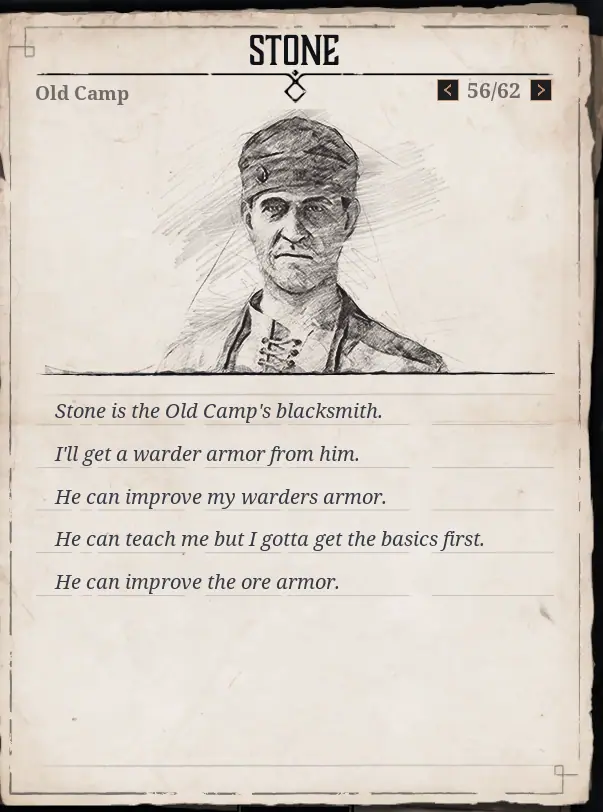 STONE
Old Camp
56/62
Stone is the Old Camp's blacksmith.
I'll get a warder armor from him.
He can improve my warders armor.
He can teach me but I gotta get the basics first.
He can improve the ore armor.